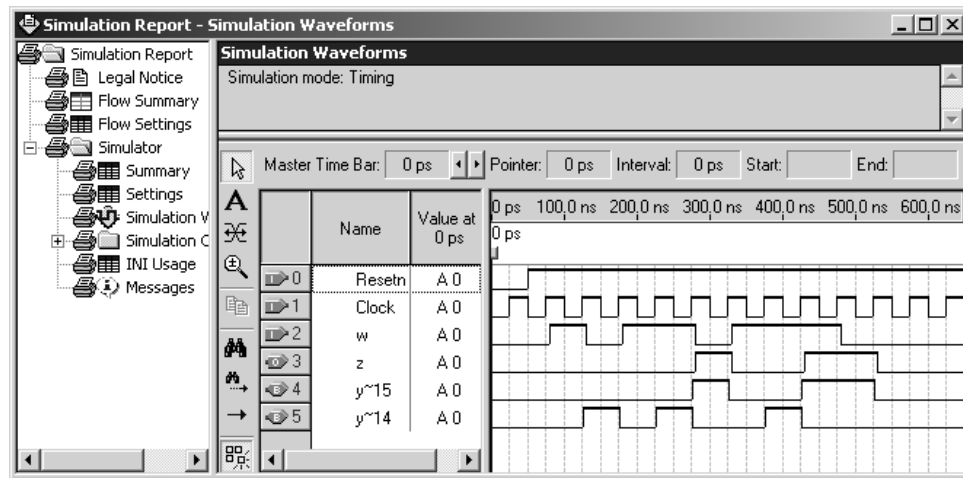 Simulation Report - Simulation Waveforms
Simulation Report
Legal Notice
Flow Summary
Flow Settings
Simulator
Summary
Settings
Simulation W
Simulation C
INI Usage
Messages
Simulation Waveforms
Simulation mode: Timing
Master Time Bar: 0 ps Pointer: 0 ps Interval: 0 ps Start: End:
Name Value at 0 ps
0 ps 100,0 ns 200,0 ns 300,0 ns 400,0 ns 500,0 ns 600,0 ns
0 ps
0 Resetn A 0
1 Clock A 0
2 w A 0
3 z A 0
4 y~15 A 0
5 y~14 A 0